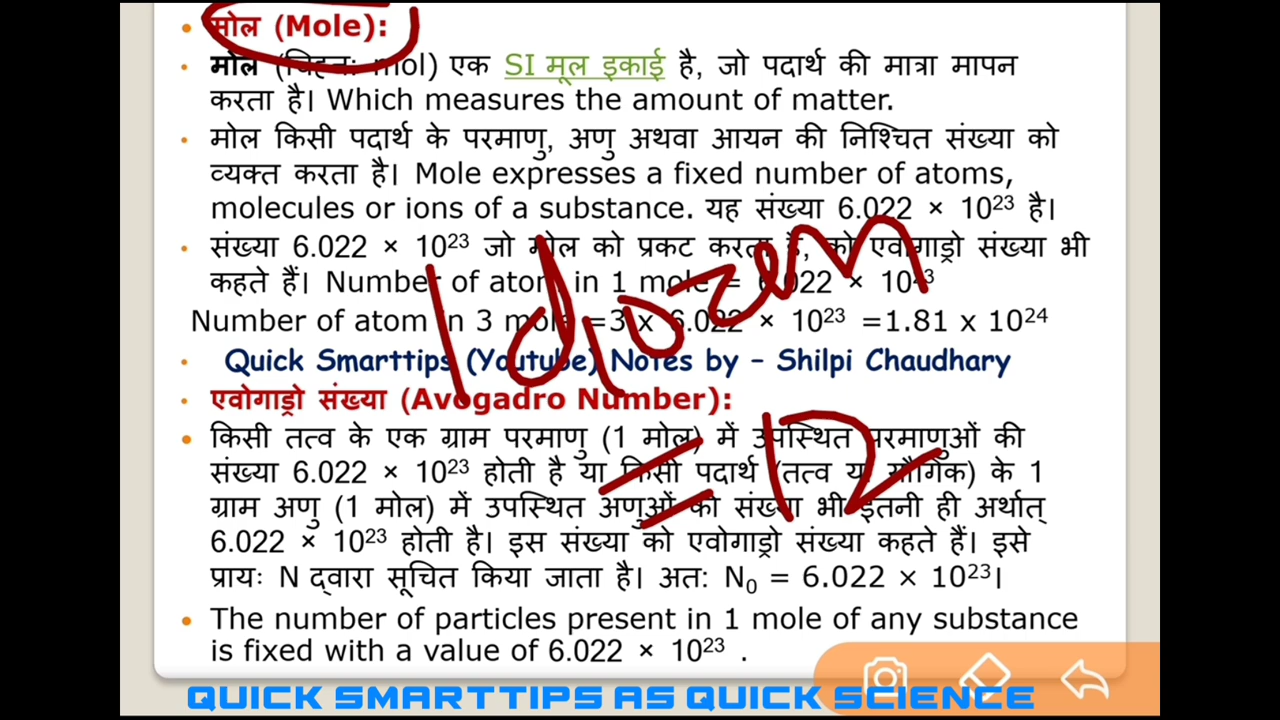 मोल (Mole):
मोल (चिहन: mol) एक SI मूल इकाई है, जो पदार्थ की मात्रा मापन
करता है। Which measures the amount of matter.
मोल किसी पदार्थ के परमाणु, अणु अथवा आयन की निश्चित संख्या को
व्यक्त करता है। Mole expresses a fixed number of atoms,
molecules or ions of a substance. यह संख्या 6.022 × 10²³ है।
संख्या 6.022 × 10²³ जो मोल को प्रकट करता है, को एवोगाड्रो संख्या भी
कहते हैं। Number of atom in 1 mole = 6.022 × 10²³
Number of atom in 3 mole =3 x 6.022 × 10²³ =1.81 x 10²⁴
1 dozen
Quick Smarttips (Youtube) Notes by – Shilpi Chaudhary
एवोगाड्रो संख्या (Avogadro Number):
= 12
किसी तत्व के एक ग्राम परमाणु (1 मोल) में उपस्थित परमाणुओं की
संख्या 6.022 × 10²³ होती है या किसी पदार्थ (तत्व या यौगिक) के 1
ग्राम अणु (1 मोल) में उपस्थित अणुओं की संख्या भी इतनी ही अर्थात्
6.022 × 10²³ होती है। इस संख्या को एवोगाड्रो संख्या कहते हैं। इसे
प्रायः N द्वारा सूचित किया जाता है। अत: N₀ = 6.022 × 10²³।
The number of particles present in 1 mole of any substance
is fixed with a value of 6.022 × 10²³ .
QUICK SMARTTIPS AS QUICK SCIENCE